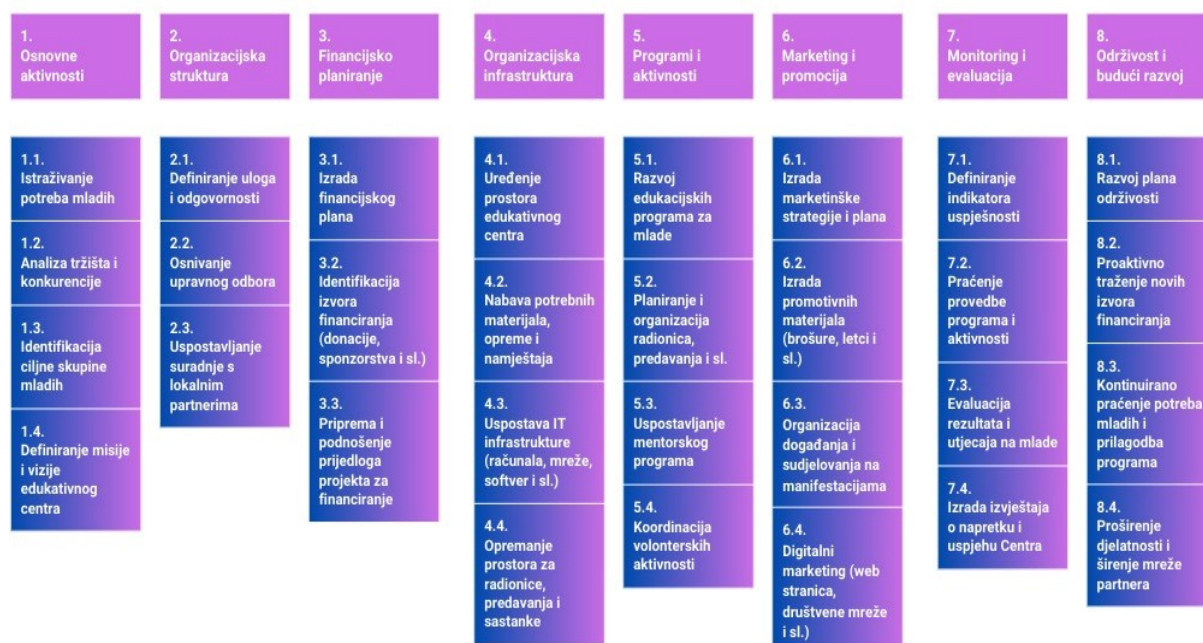 1.
Osnovne
aktivnosti
2.
Organizacijska
struktura
3.
Financijsko
planiranje
4.
Organizacijska
infrastruktura
5.
Programi i
aktivnosti
6.
Marketing i
promocija
7.
Monitoring i
evaluacija
8.
Održivost i
budući razvoj
1.1.
Istraživanje
potreba mladih
1.2.
Analiza tržišta i
konkurencije
1.3.
Identifikacija
ciljne skupine
mladih
1.4.
Definiranje misije
i vizije
edukativnog
centra
2.1.
Definiranje uloga
i odgovornosti
2.2.
Osnivanje
upravnog odbora
2.3.
Uspostavljanje
suradnje s
lokalnim
partnerima
3.1.
Izrada
financijskog
plana
3.2.
Identifikacija
izvora
financiranja
(donacije,
sponzorstva i sl.)
3.3.
Priprema i
podnošenje
prijedloga
projekta za
financiranje
4.1.
Uređenje
prostora
edukativnog
centra
4.2.
Nabava potrebnih
materijala,
opreme i
namještaja
4.3.
Uspostava IT
infrastrukture
(računala, mreže,
softver i sl.)
4.4.
Opremanje
prostora za
radionice,
predavanja i
sastanke
5.1.
Razvoj
edukacijskih
programa za
mlade
5.2.
Planiranje i
organizacija
radionica,
predavanja i sl.
5.3.
Uspostavljanje
mentorskog
programa
5.4.
Koordinacija
volonterskih
aktivnosti
6.1.
Izrada
marketinške
strategije i plana
6.2.
Izrada
promotivnih
materijala
(brošure, letci i
sl.)
6.3.
Organizacija
događanja i
sudjelovanja na
manifestacijama
6.4.
Digitalni
marketing (web
stranica,
društvene mreže
i sl.)
7.1.
Definiranje
indikatora
uspješnosti
7.2.
Praćenje
provedbe
programa i
aktivnosti
7.3.
Evaluacija
rezultata i
utjecaja na mlade
7.4.
Izrada izvještaja
o napretku i
uspjehu Centra
8.1.
Razvoj plana
održivosti
8.2.
Proaktivno
traženje novih
izvora
financiranja
8.3.
Kontinuirano
praćenje potreba
mladih i
prilagodba
programa
8.4.
Proširenje
djelatnosti i
širenje mreže
partnera